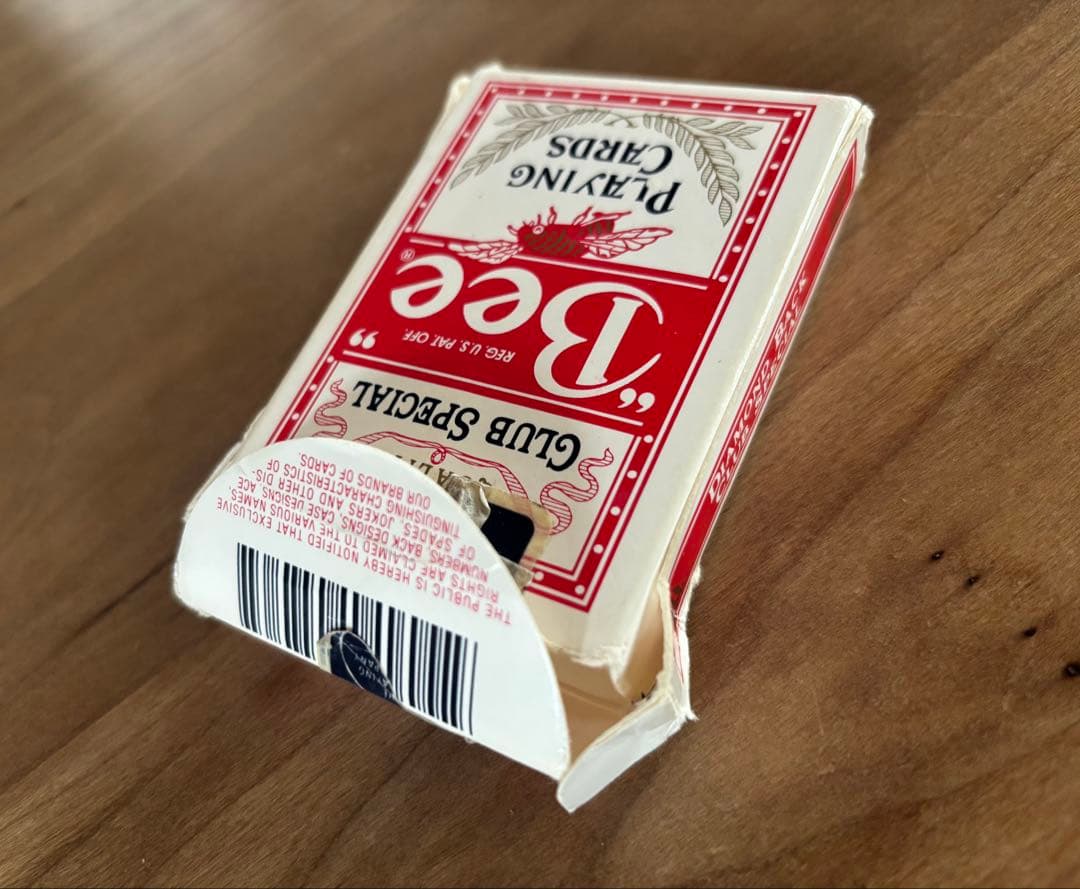 THE PUBLIC IS HEREBY NOTIFIED THAT EXCLUSIVE
RIGHTS ARE CLAIMED TO THE VARIOUS NAMES,
NUMBERS, BACK DESIGNS, CASE DESIGNS, ACE
OF SPADES, JOKERS AND OTHER DIS-
TINGUISHING CHARACTERISTICS OF
OUR BRANDS OF CARDS.
CLUB SPECIAL
“Bee”®
REG. U.S. PAT. OFF.
PLAYING
CARDS
DIAMOND BACK
CLUB SPECIAL